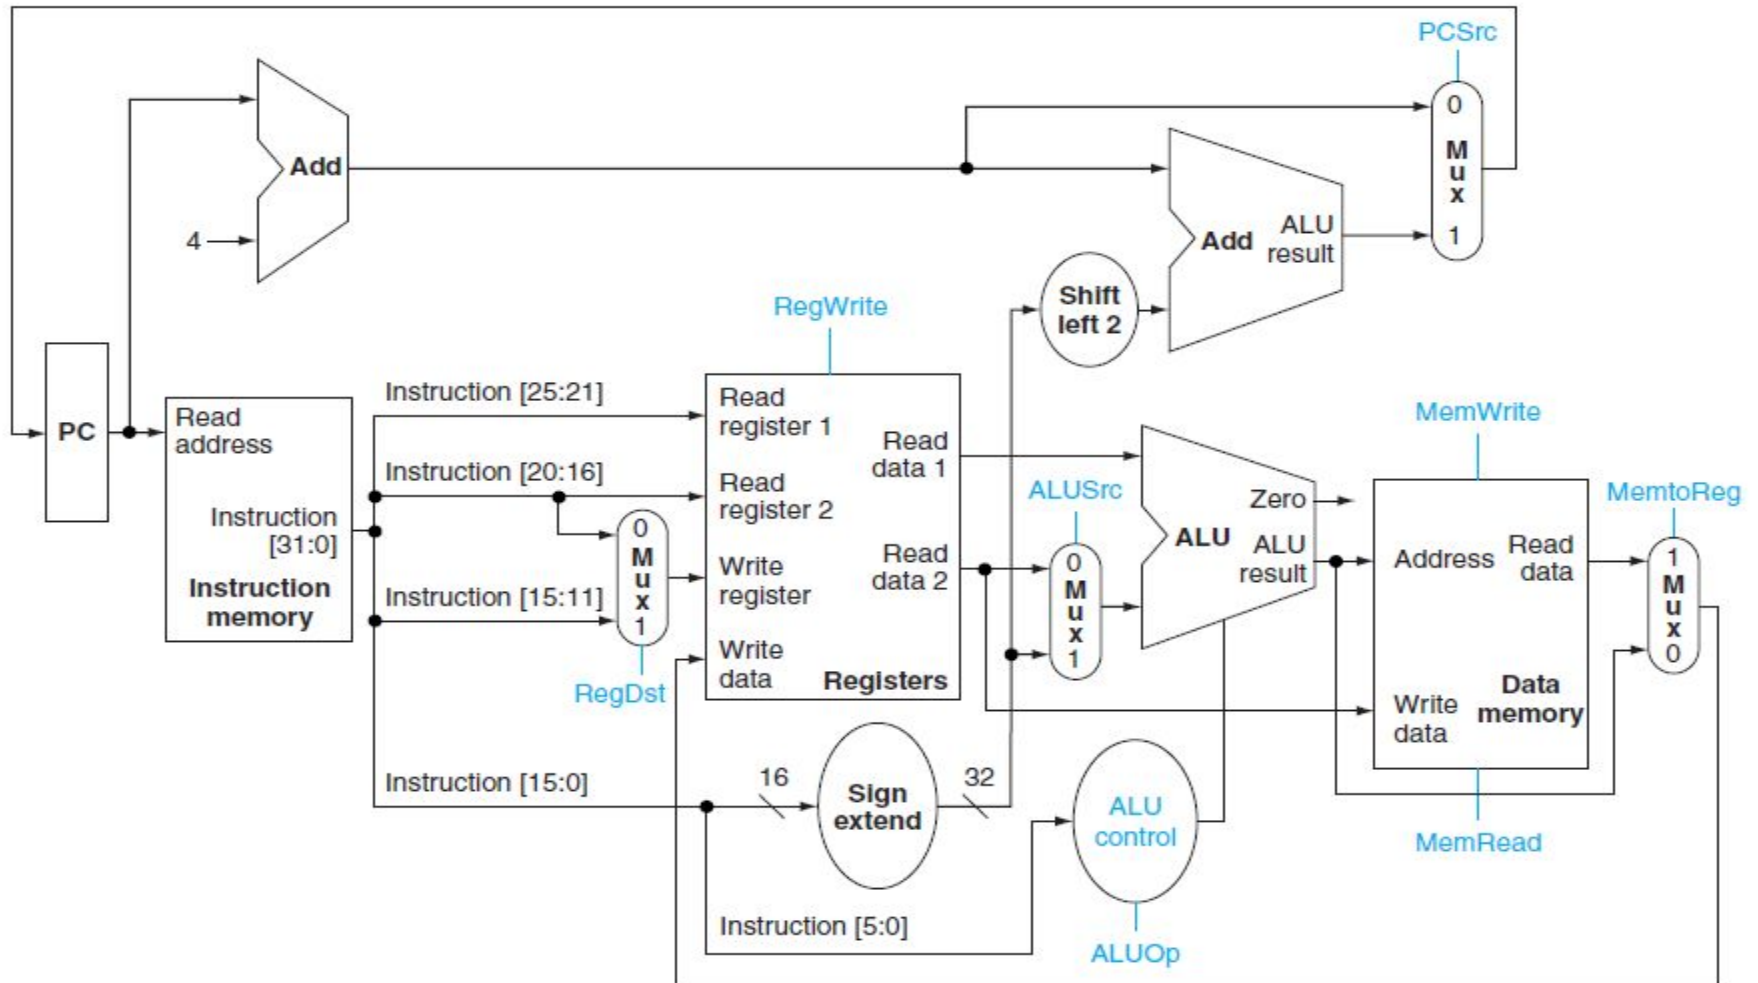 PCSrc
0
M
u
x
1
Add
4
Add
ALU
result
Shift
left 2
RegWrite
PC
Read
address
Instruction
[31:0]
Instruction
memory
Instruction [25:21]
Instruction [20:16]
Instruction [15:11]
Instruction [15:0]
0
M
u
x
1
RegDst
Read
register 1
Read
register 2
Write
register
Write
data
Read
data 1
Read
data 2
Registers
ALUSrc
0
M
u
x
1
Zero
ALU
ALU
result
MemWrite
Address
Read
data
Write
data
Data
memory
MemRead
MemtoReg
1
M
u
x
0
16
Sign
extend
32
ALU
control
Instruction [5:0]
ALUOp